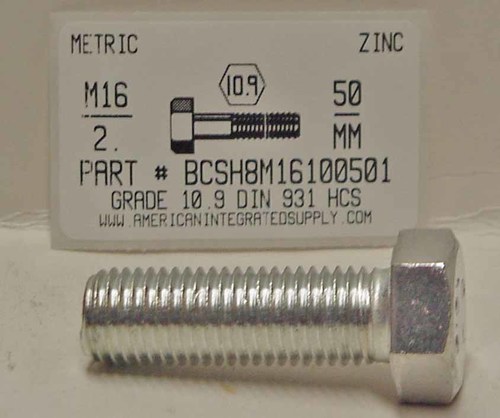 METRIC ZINC
M16 10.9 50
2. MM
PART # BCSH8M16100501
GRADE 10.9 DIN 931 HCS
WWW.AMERICANINTEGRATEDSUPPLY.COM